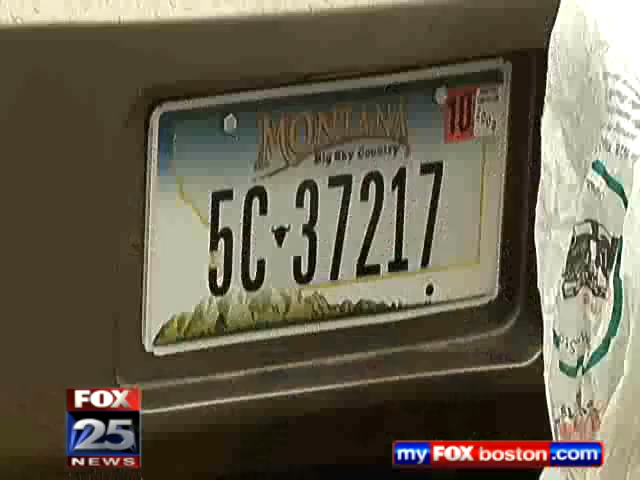 MONTANA
10
Big Sky Country
5C 37217
FOX
25
NEWS
myFOXboston.com